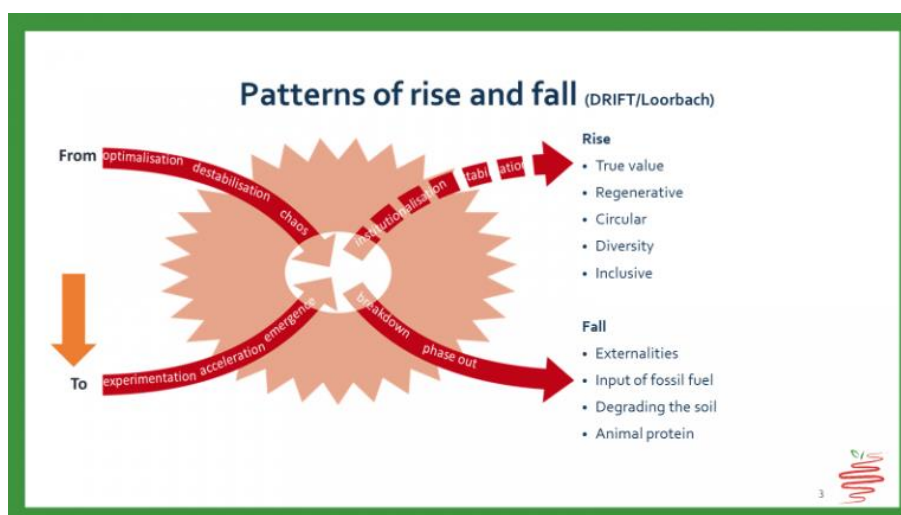 Patterns of rise and fall (DRIFT/Loorbach)
From
optimalisation
destabilisation
chaos
institutionalisation
To
experimentation
acceleration
emergence
breakdown
phase out
Rise
• True value
• Regenerative
• Circular
• Diversity
• Inclusive
Fall
• Externalities
• Input of fossil fuel
• Degrading the soil
• Animal protein
3